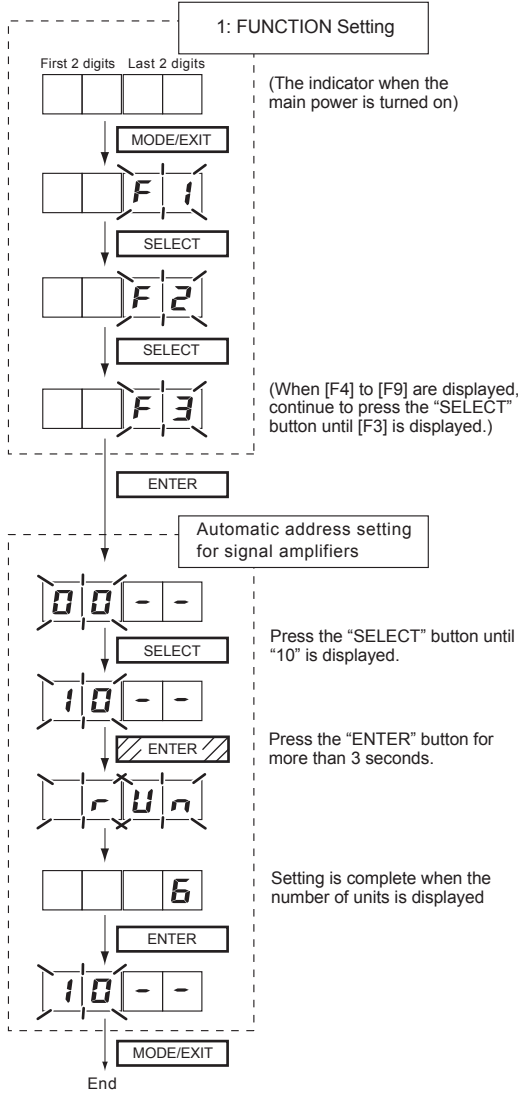 1: FUNCTION Setting
First 2 digits Last 2 digits
(The indicator when the
main power is turned on)
MODE/EXIT
F 1
SELECT
F 2
SELECT
F 3
(When [F4] to [F9] are displayed,
continue to press the “SELECT”
button until [F3] is displayed.)
ENTER
Automatic address setting
for signal amplifiers
0 0 - -
SELECT
Press the “SELECT” button until
“10” is displayed.
1 0 - -
ENTER
Press the “ENTER” button for
more than 3 seconds.
r U n
6
Setting is complete when the
number of units is displayed
ENTER
1 0 - -
MODE/EXIT
End